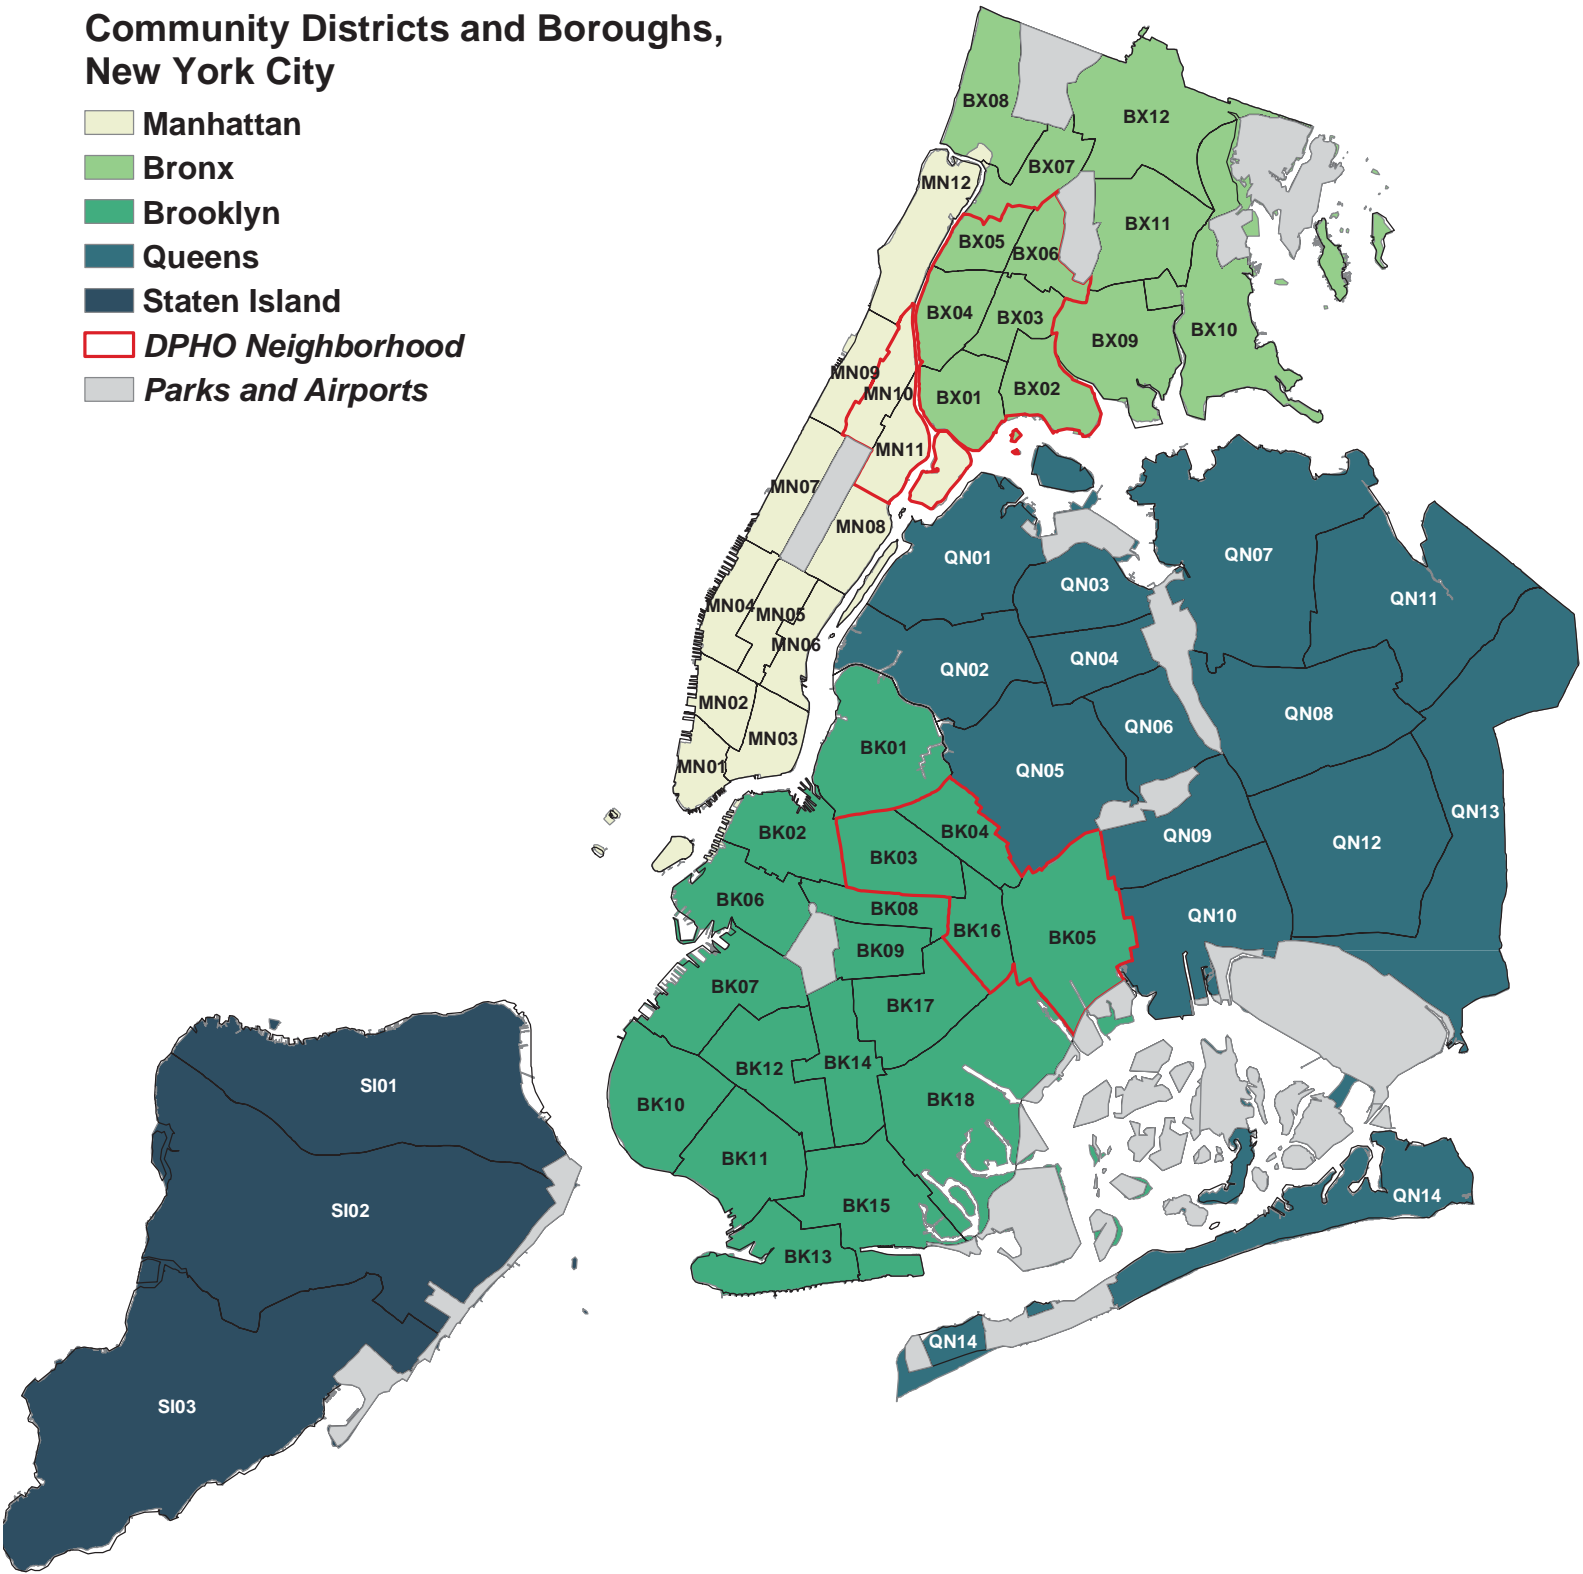 Community Districts and Boroughs,
New York City
Manhattan
Bronx
Brooklyn
Queens
Staten Island
DPHO Neighborhood
Parks and Airports
BX08
BX12
BX07
MN12
BX11
BX05
BX06
BX04
BX03
BX10
BX09
MN09
MN10
BX01
BX02
MN11
MN07
MN08
QN01
QN07
QN03
QN11
MN04
MN05
MN06
QN02
QN04
MN02
QN08
QN06
MN03
BK01
MN01
QN05
QN13
BK02
BK04
QN09
QN12
BK03
BK06
BK08
QN10
BK16
BK05
BK09
BK07
BK17
BK14
BK12
SI01
BK10
BK18
BK11
QN14
SI02
BK15
BK13
QN14
SI03